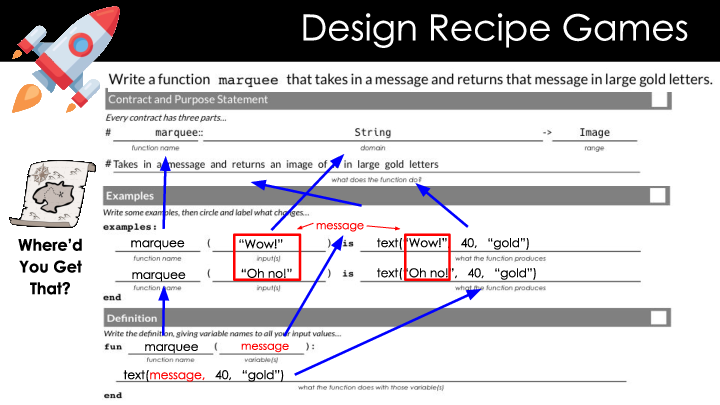 Design Recipe Games
Write a function marquee that takes in a message and returns that message in large gold letters.
Contract and Purpose Statement
Every contract has three parts...
# marquee:: String -> Image
function name domain range
# Takes in a message and returns an image of in large gold letters
what does the function do?
Examples
Write some examples, then circle and label what changes...
examples: message
marquee ( "Wow!" ) is text("Wow!" 40, "gold")
function name input(s) what the function produces
marquee ( "Oh no!" ) is text("Oh no!", 40, "gold")
function name input(s) what the function produces
end
Where'd
You Get
That?
Definition
Write the definition, giving variable names to all your input values...
fun marquee ( message ):
function name variable(s)
text(message, 40, "gold")
what the function does with those variable(s)
end